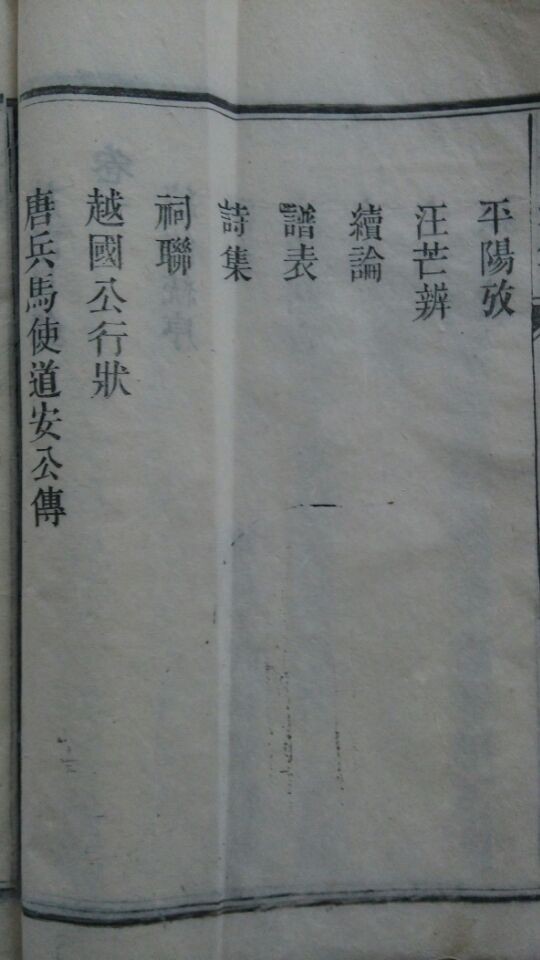 平陽攷
汪芒辨
續論
譜表
詩集
祠聯
越國公行狀
唐兵馬使道安公傳